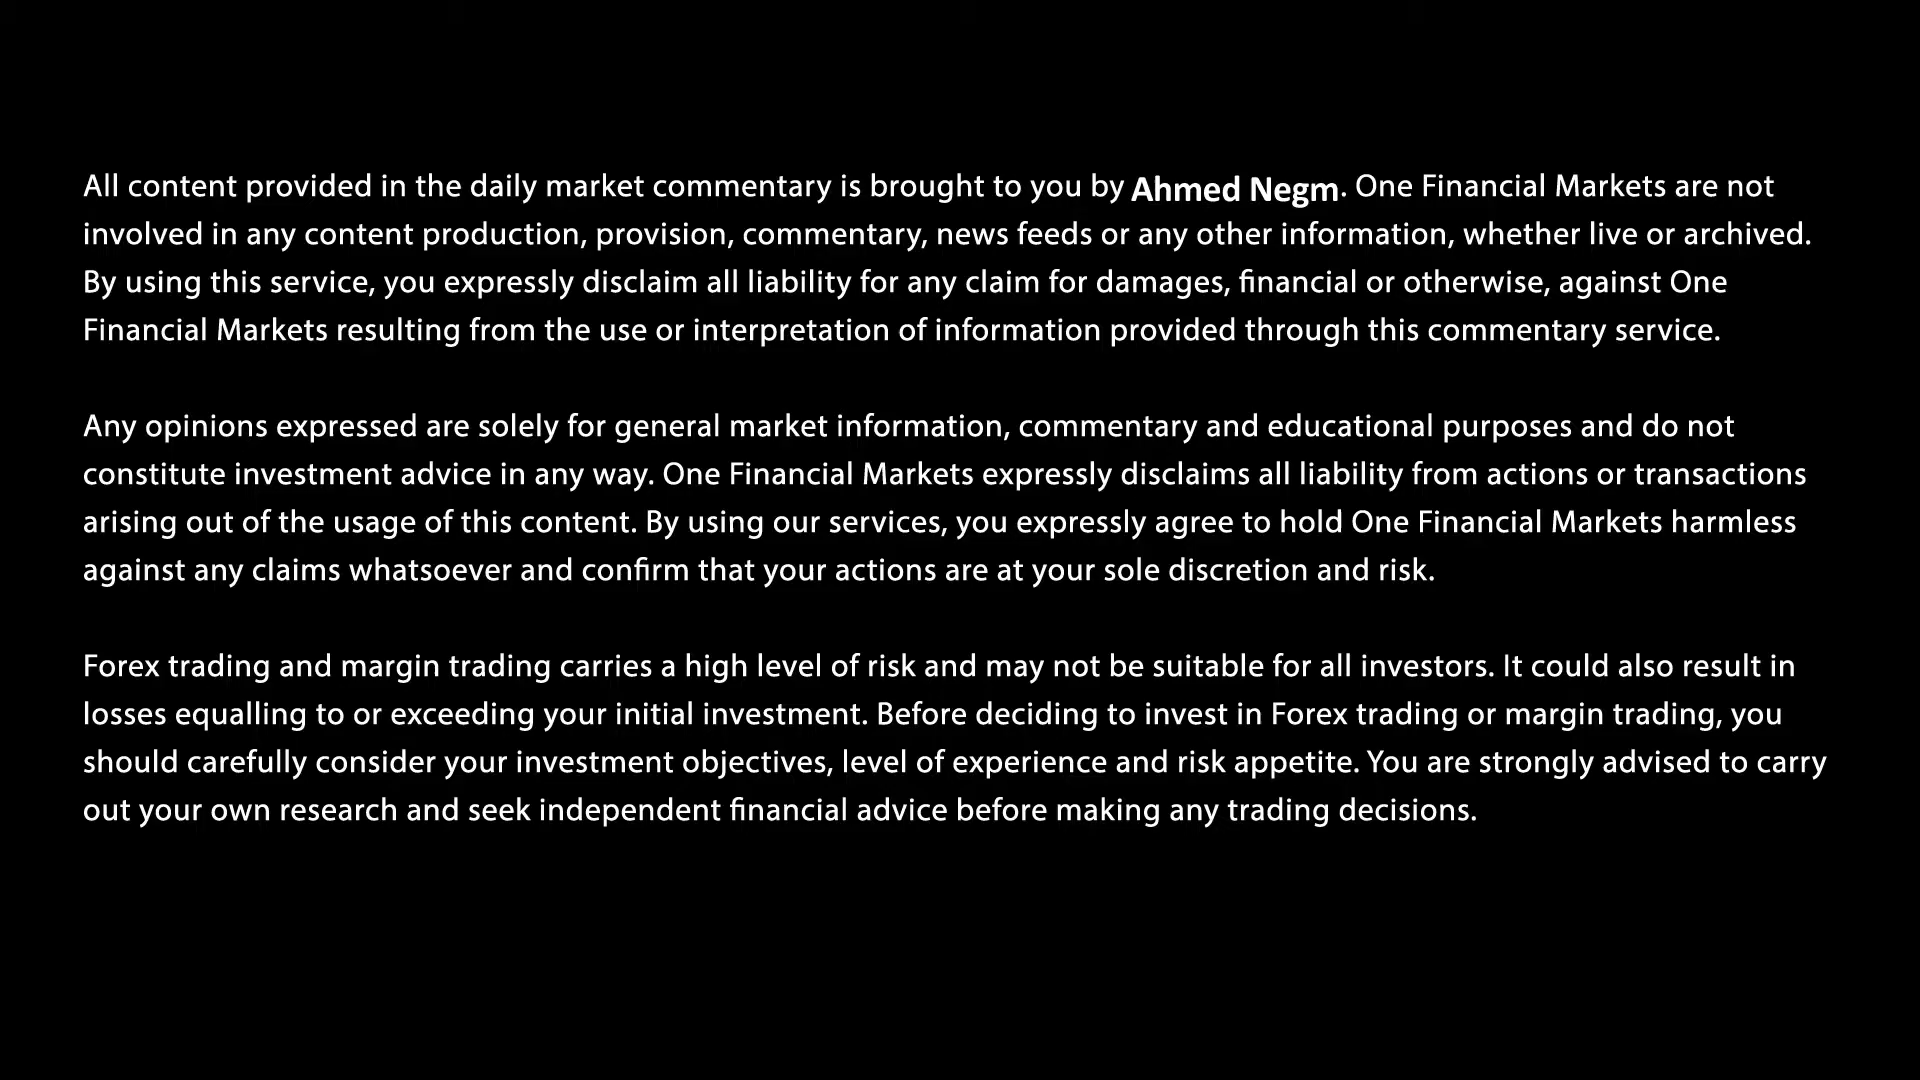 All content provided in the daily market commentary is brought to you by Ahmed Negm. One Financial Markets are not
involved in any content production, provision, commentary, news feeds or any other information, whether live or archived.
By using this service, you expressly disclaim all liability for any claim for damages, financial or otherwise, against One
Financial Markets resulting from the use or interpretation of information provided through this commentary service.
Any opinions expressed are solely for general market information, commentary and educational purposes and do not
constitute investment advice in any way. One Financial Markets expressly disclaims all liability from actions or transactions
arising out of the usage of this content. By using our services, you expressly agree to hold One Financial Markets harmless
against any claims whatsoever and confirm that your actions are at your sole discretion and risk.
Forex trading and margin trading carries a high level of risk and may not be suitable for all investors. It could also result in
losses equalling to or exceeding your initial investment. Before deciding to invest in Forex trading or margin trading, you
should carefully consider your investment objectives, level of experience and risk appetite. You are strongly advised to carry
out your own research and seek independent financial advice before making any trading decisions.